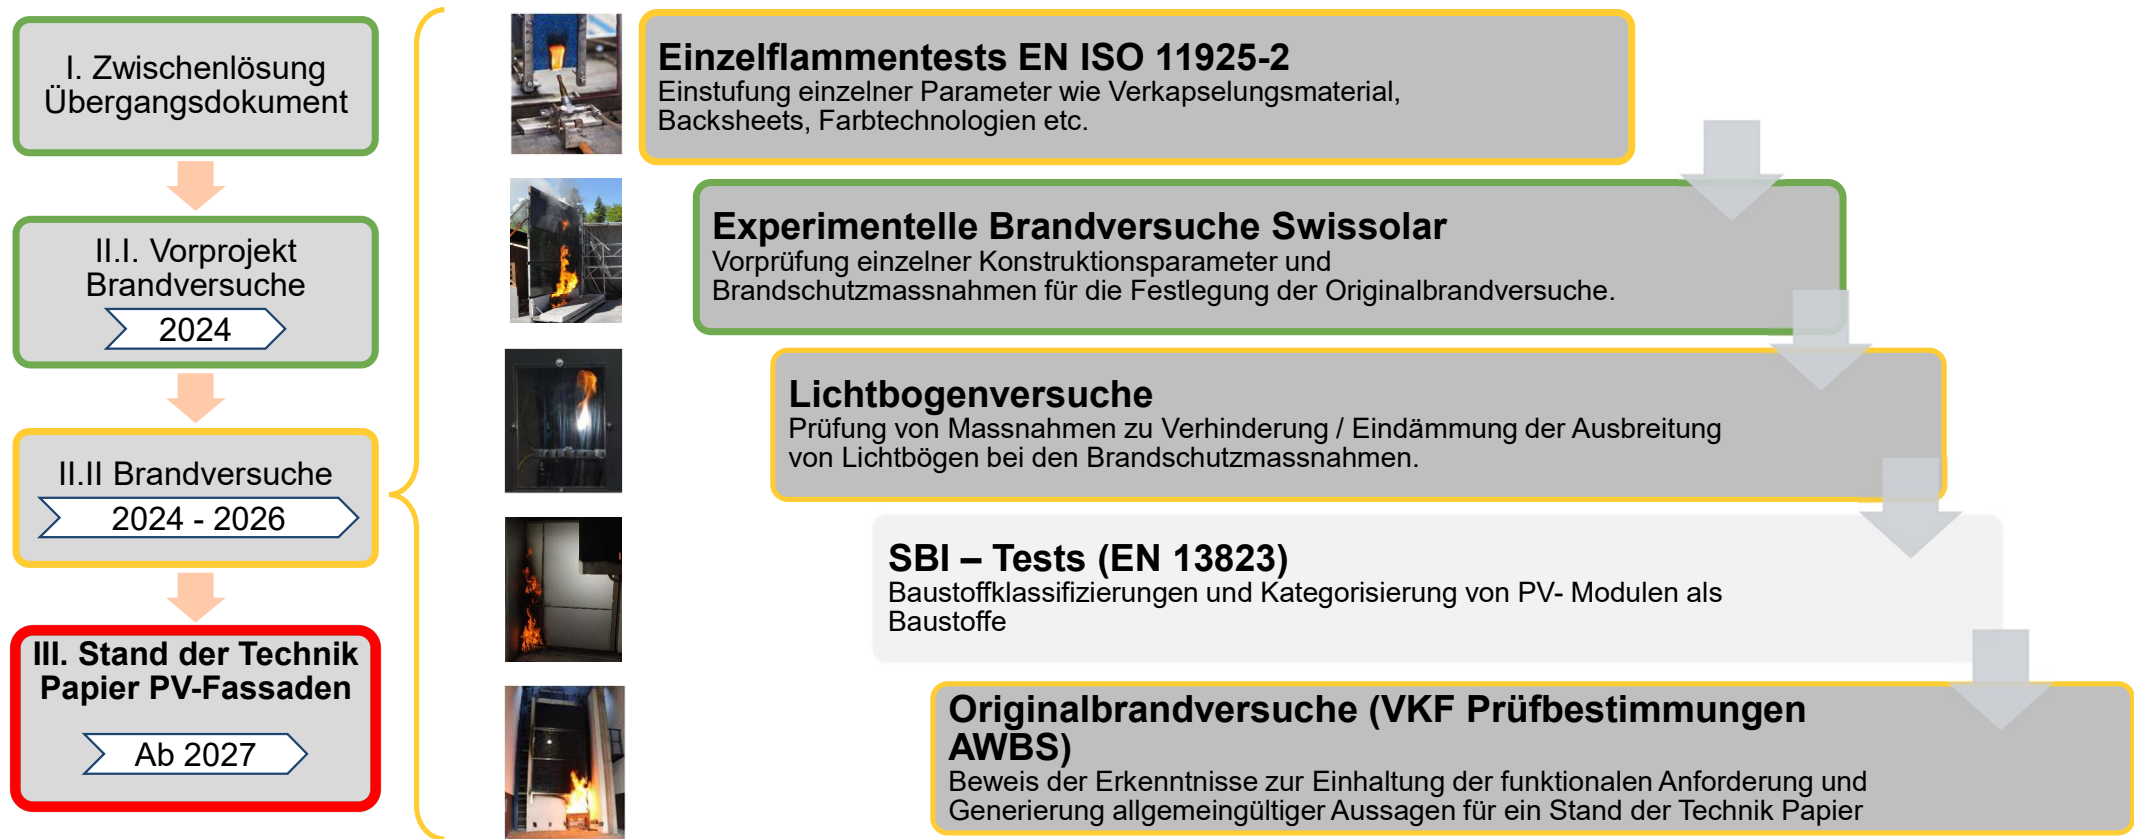 I. Zwischenlösung
Übergangsdokument
II.I. Vorprojekt
Brandversuche
2024
II.II Brandversuche
2024 - 2026
III. Stand der Technik
Papier PV-Fassaden
Ab 2027
Einzelflammentests EN ISO 11925-2
Einstufung einzelner Parameter wie Verkapselungsmaterial,
Backsheets, Farbtechnologien etc.
Experimentelle Brandversuche Swissolar
Vorprüfung einzelner Konstruktionsparameter und
Brandschutzmassnahmen für die Festlegung der Originalbrandversuche.
Lichtbogenversuche
Prüfung von Massnahmen zu Verhinderung / Eindämmung der Ausbreitung
von Lichtbögen bei den Brandschutzmassnahmen.
SBI – Tests (EN 13823)
Baustoffklassifizierungen und Kategorisierung von PV- Modulen als
Baustoffe
Originalbrandversuche (VKF Prüfbestimmungen
AWBS)
Beweis der Erkenntnisse zur Einhaltung der funktionalen Anforderung und
Generierung allgemeingültiger Aussagen für ein Stand der Technik Papier